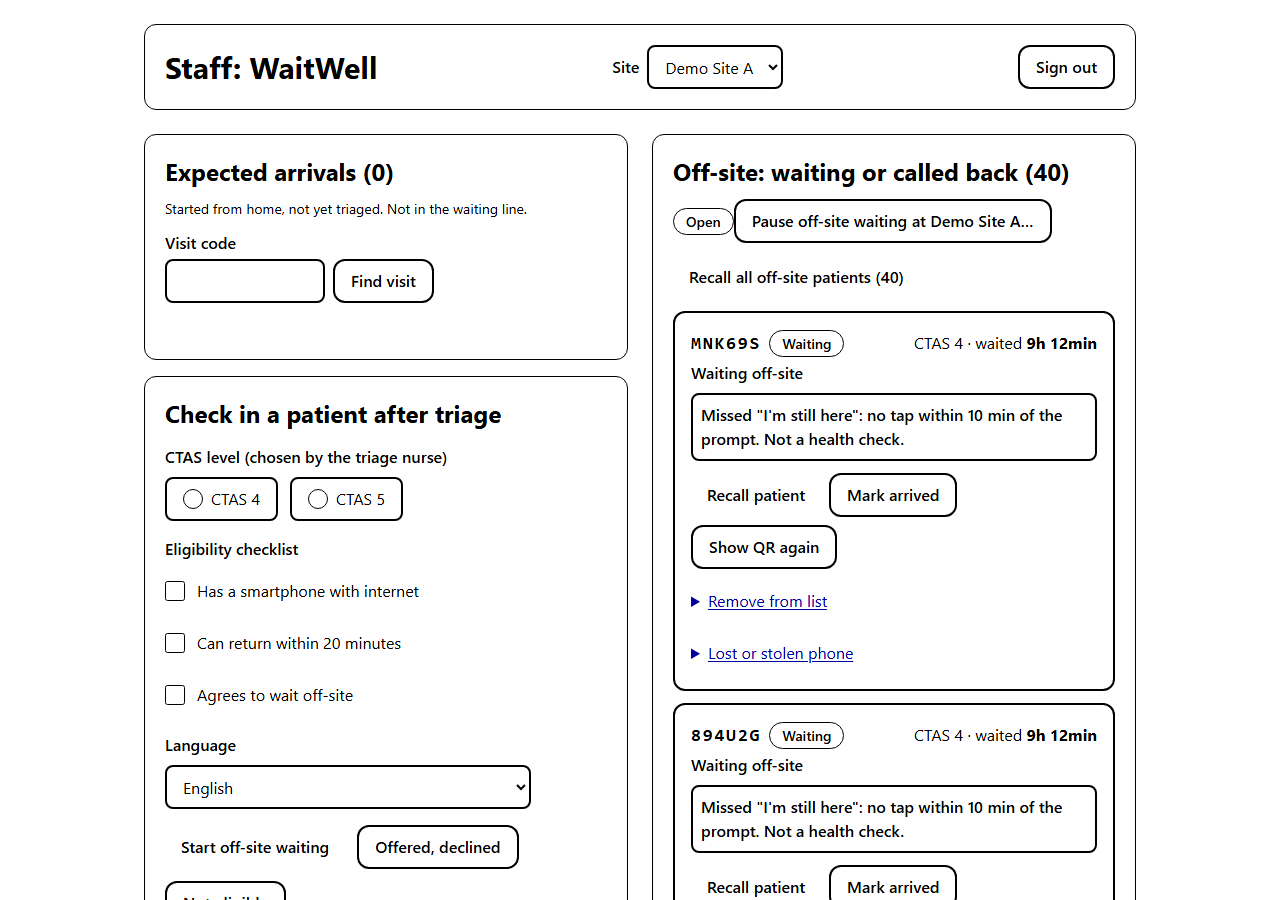 Staff: WaitWell
Site
Demo Site A
Sign out
Expected arrivals (0)
Started from home, not yet triaged. Not in the waiting line.
Visit code
Find visit
Check in a patient after triage
CTAS level (chosen by the triage nurse)
CTAS 4
CTAS 5
Eligibility checklist
Has a smartphone with internet
Can return within 20 minutes
Agrees to wait off-site
Language
English
Start off-site waiting
Offered, declined
Off-site: waiting or called back (40)
Open
Pause off-site waiting at Demo Site A...
Recall all off-site patients (40)
MNK69S
Waiting
CTAS 4 · waited 9h 12min
Waiting off-site
Missed "I'm still here": no tap within 10 min of the
prompt. Not a health check.
Recall patient
Mark arrived
Show QR again
Remove from list
Lost or stolen phone
894U2G
Waiting
CTAS 4 · waited 9h 12min
Waiting off-site
Missed "I'm still here": no tap within 10 min of the
prompt. Not a health check.
Recall patient
Mark arrived